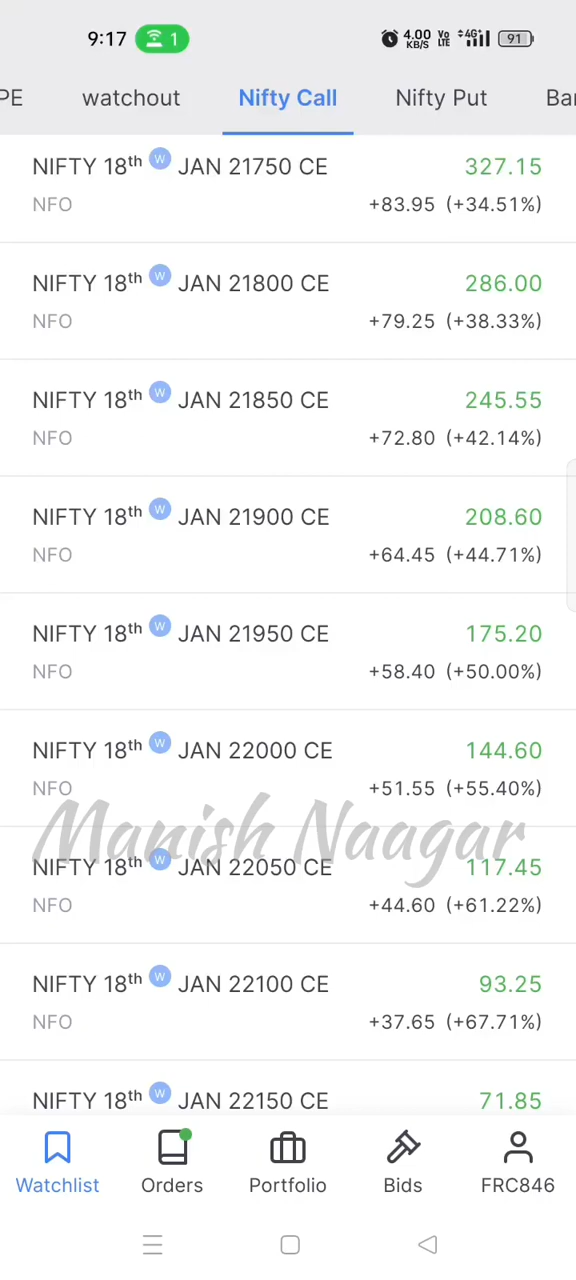 9:17 1 4.00 KB/S Vo LTE 4G 91
PE watchout Nifty Call Nifty Put Bar
NIFTY 18th W JAN 21750 CE 327.15
NFO +83.95 (+34.51%)
NIFTY 18th W JAN 21800 CE 286.00
NFO +79.25 (+38.33%)
NIFTY 18th W JAN 21850 CE 245.55
NFO +72.80 (+42.14%)
NIFTY 18th W JAN 21900 CE 208.60
NFO +64.45 (+44.71%)
NIFTY 18th W JAN 21950 CE 175.20
NFO +58.40 (+50.00%)
NIFTY 18th W JAN 22000 CE 144.60
NFO +51.55 (+55.40%)
Manish Naagar
NIFTY 18th W JAN 22050 CE 117.45
NFO +44.60 (+61.22%)
NIFTY 18th W JAN 22100 CE 93.25
NFO +37.65 (+67.71%)
NIFTY 18th W JAN 22150 CE 71.85
Watchlist Orders Portfolio Bids FRC846